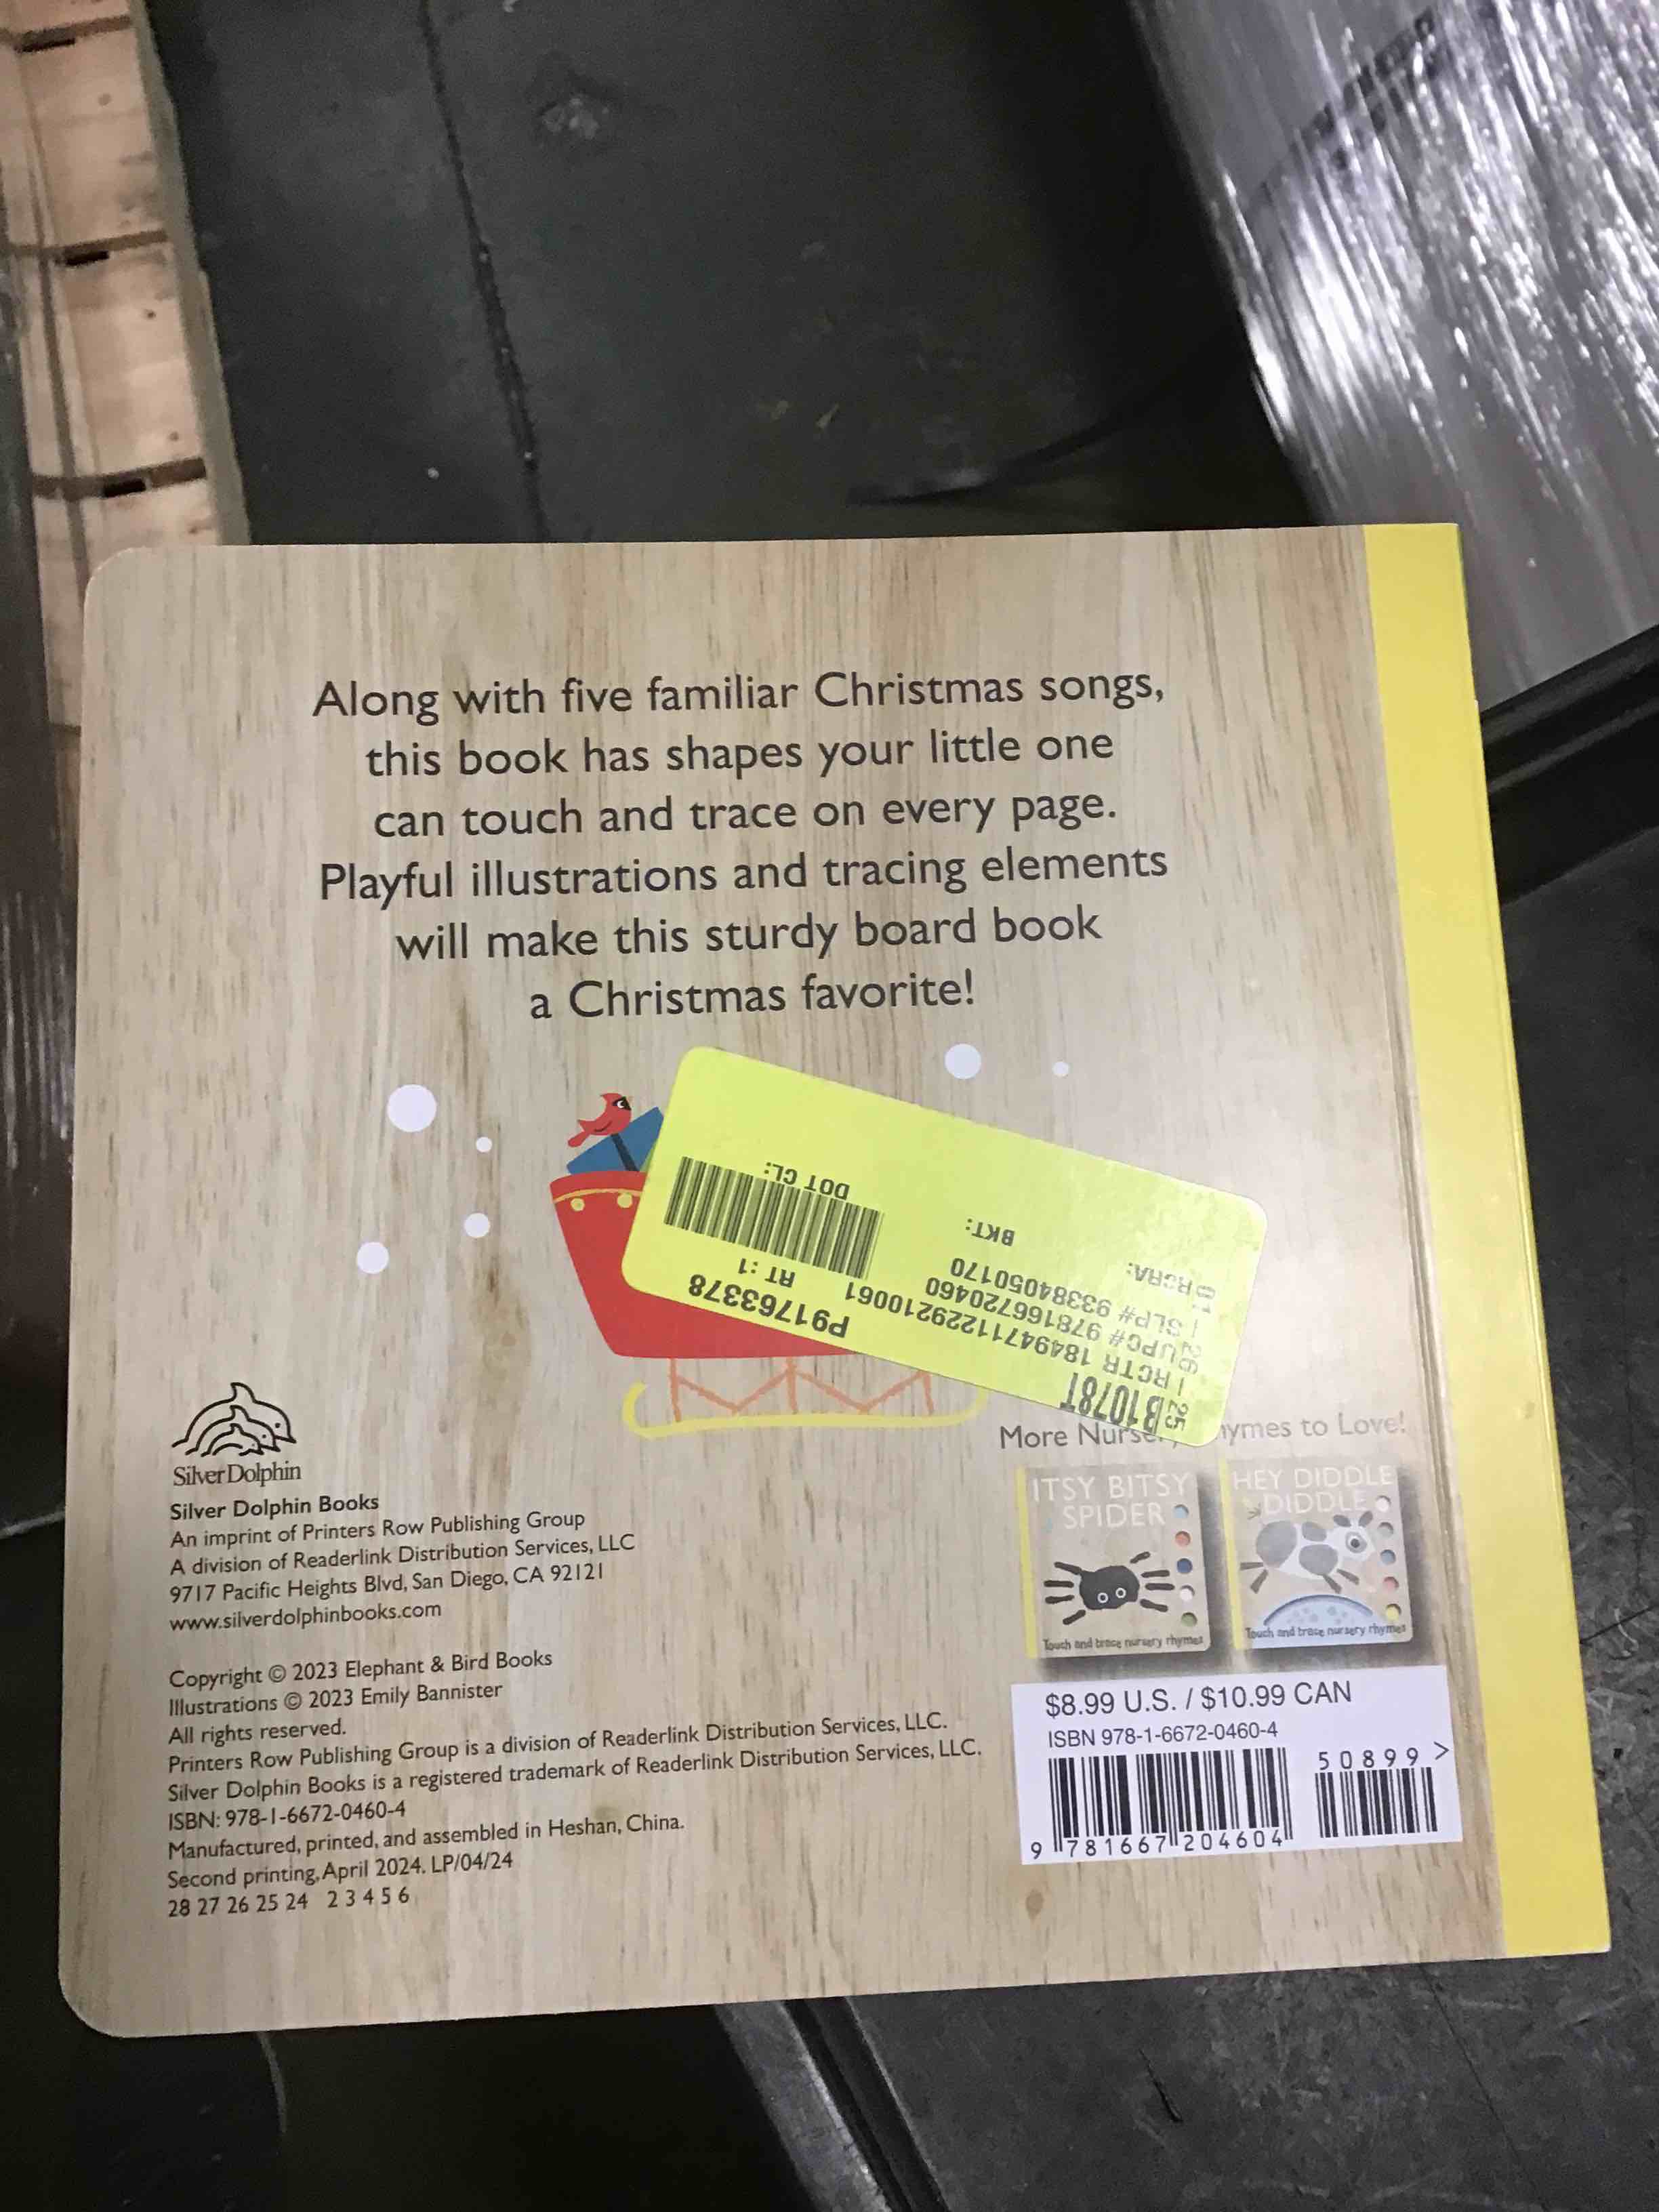 Along with five familiar Christmas songs,
this book has shapes your little one
can touch and trace on every page.
Playful illustrations and tracing elements
will make this sturdy board book
a Christmas favorite!
B10781
RCTR 1849471122921 0061
UPC# 978166720460
SLP# 93384050170
RCRA:
BKT:
P91763378
RT :1
DOT CL:
SilverDolphin
Silver Dolphin Books
An imprint of Printers Row Publishing Group
A division of Readerlink Distribution Services, LLC
9717 Pacific Heights Blvd, San Diego, CA 92121
www.silverdolphinbooks.com
Copyright © 2023 Elephant & Bird Books
Illustrations © 2023 Emily Bannister
All rights reserved.
Printers Row Publishing Group is a division of Readerlink Distribution Services, LLC.
Silver Dolphin Books is a registered trademark of Readerlink Distribution Services, LLC.
ISBN: 978-1-6672-0460-4
Manufactured, printed, and assembled in Heshan, China.
Second printing, April 2024. LP/04/24
28 27 26 25 24 2 3 4 5 6
More to Love!
ITSY BITSY
SPIDER
Touch and trace nursery rhymes
HEY DIDDLE
DIDDLE
Touch and trace nursery rhymes
$8.99 U.S. / $10.99 CAN
ISBN 978-1-6672-0460-4
50899 >
9 781667 204604